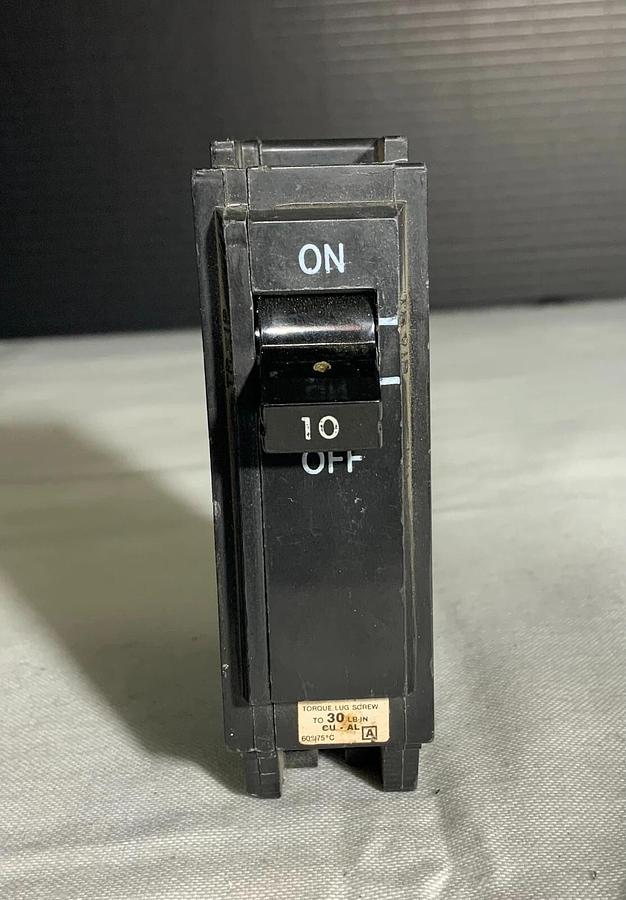 ON
10
OFF
TORQUE LUG SCREW
TO 30 LB-IN
CU - AL
60°/75°C A